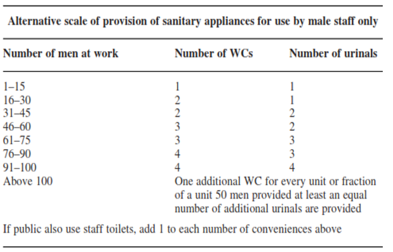 Alternative scale of provision of sanitary appliances for use by male staff only
Number of men at work Number of WCs Number of urinals
1–15 1 1
16–30 2 1
31–45 2 2
46–60 3 2
61–75 3 3
76–90 4 3
91–100 4 4
Above 100 One additional WC for every unit or fraction
of a unit 50 men provided at least an equal
number of additional urinals are provided
If public also use staff toilets, add 1 to each number of conveniences above